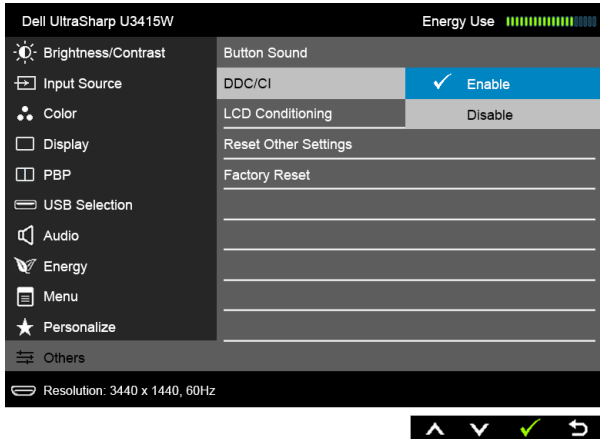 Dell UltraSharp U3415W
Energy Use
Brightness/Contrast
Input Source
Color
Display
PBP
USB Selection
Audio
Energy
Menu
Personalize
Others
Button Sound
DDC/CI
Enable
Disable
LCD Conditioning
Reset Other Settings
Factory Reset
Resolution: 3440 x 1440, 60Hz